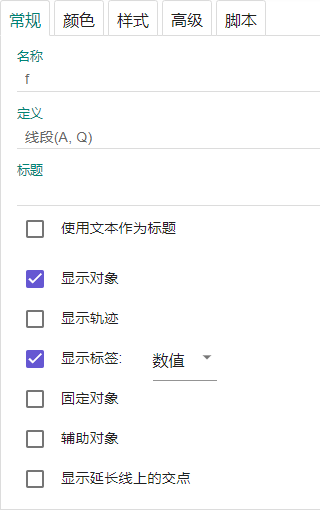 常规 颜色 样式 高级 脚本
名称
f
定义
线段(A, Q)
标题
使用文本作为标题
显示对象
显示轨迹
显示标签: 数值
固定对象
辅助对象
显示延长线上的交点